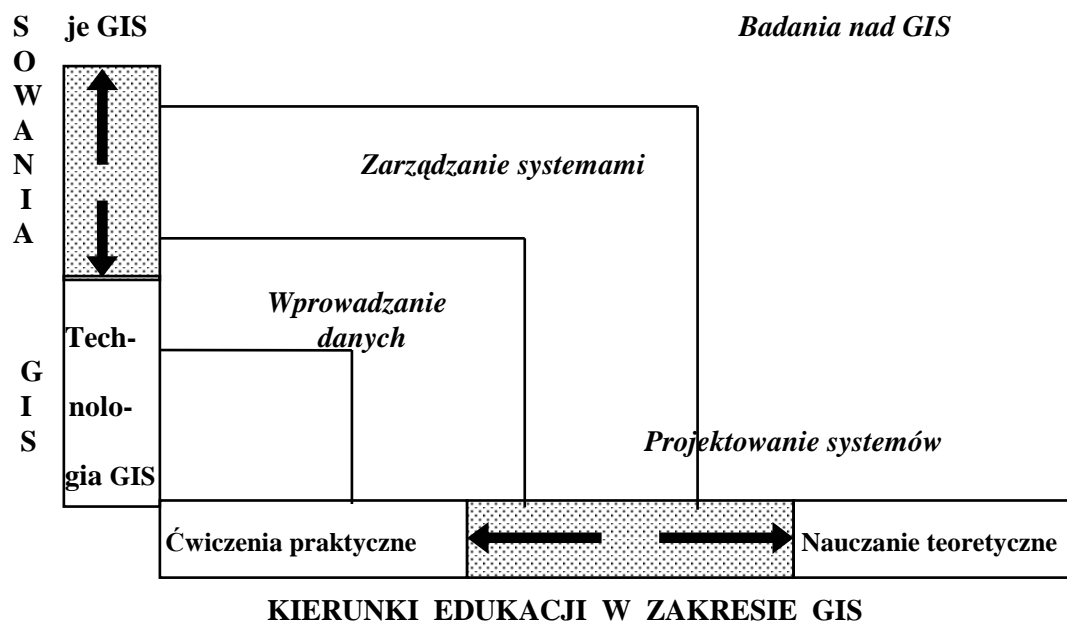 S
O
W
A
N
I
A
G
I
S
je GIS
Badania nad GIS
Zarządzanie systemami
Wprowadzanie
danych
Tech-
nolo-
gia GIS
Projektowanie systemów
Ćwiczenia praktyczne
Nauczanie teoretyczne
KIERUNKI EDUKACJI W ZAKRESIE GIS